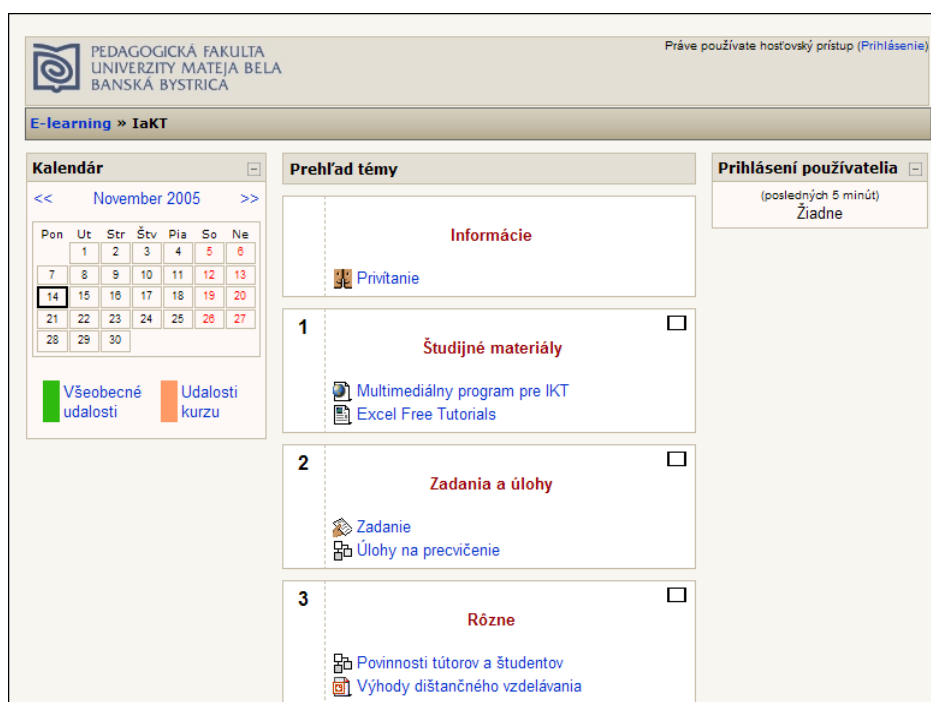 PEDAGOGICKÁ FAKULTA
UNIVERZITY MATEJA BELA
BANSKÁ BYSTRICA
Práve používate hosťovský prístup (Prihlásenie)
E-learning » IaKT
Kalendár
<< November 2005 >>
Pon Ut Str Štv Pia So Ne
1 2 3 4 5 6
7 8 9 10 11 12 13
14 15 16 17 18 19 20
21 22 23 24 25 26 27
28 29 30
Všeobecné udalosti
Udalosti kurzu
Prehľad témy
Informácie
Privítanie
1
Študijné materiály
Multimediálny program pre IKT
Excel Free Tutorials
2
Zadania a úlohy
Zadanie
Úlohy na precvičenie
3
Rôzne
Povinnosti tútorov a študentov
Výhody dištančného vzdelávania
Prihlásení používatelia
(posledných 5 minút)
Žiadne